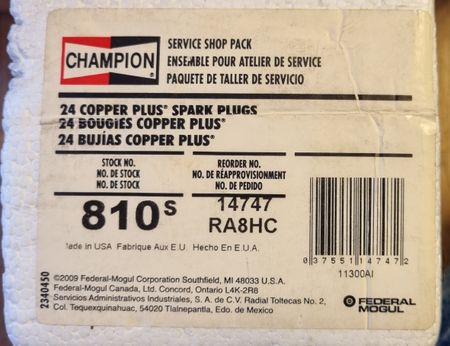 CHAMPION
SERVICE SHOP PACK
ENSEMBLE POUR ATELIER DE SERVICE
PAQUETE DE TALLER DE SERVICIO
24 COPPER PLUS® SPARK PLUGS
24 BOUGIES COPPER PLUS®
24 BUJÍAS COPPER PLUS®
STOCK NO.
NO. DE STOCK
NO. DE STOCK
REORDER NO.
NO. DE RÉAPPROVISIONMENT
NO. DE PEDIDO
810S
14747
RA8HC
Made in USA Fabrique Aux E.U. Hecho En E.U.A.
0 37551 14747 2
11300AI
2340450
©2009 Federal-Mogul Corporation Southfield, MI 48033 U.S.A.
Federal-Mogul Canada, Ltd. Concord, Ontario L4K-2R8
Servicios Administrativos Industriales, S. A. de C.V. Radial Toltecas No. 2,
Col. Tequexquinahuac, 54020 Tlalnepantla, Edo. de Mexico
FEDERAL
MOGUL